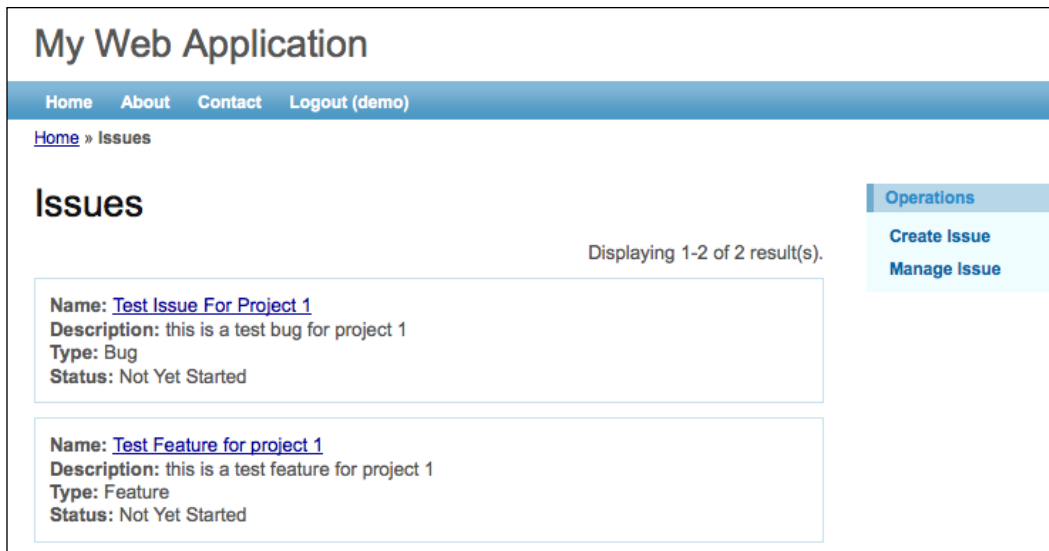 My Web Application
Home About Contact Logout (demo)
Home » Issues
Issues
Displaying 1-2 of 2 result(s).
Name: Test Issue For Project 1
Description: this is a test bug for project 1
Type: Bug
Status: Not Yet Started
Name: Test Feature for project 1
Description: this is a test feature for project 1
Type: Feature
Status: Not Yet Started
Operations
Create Issue
Manage Issue